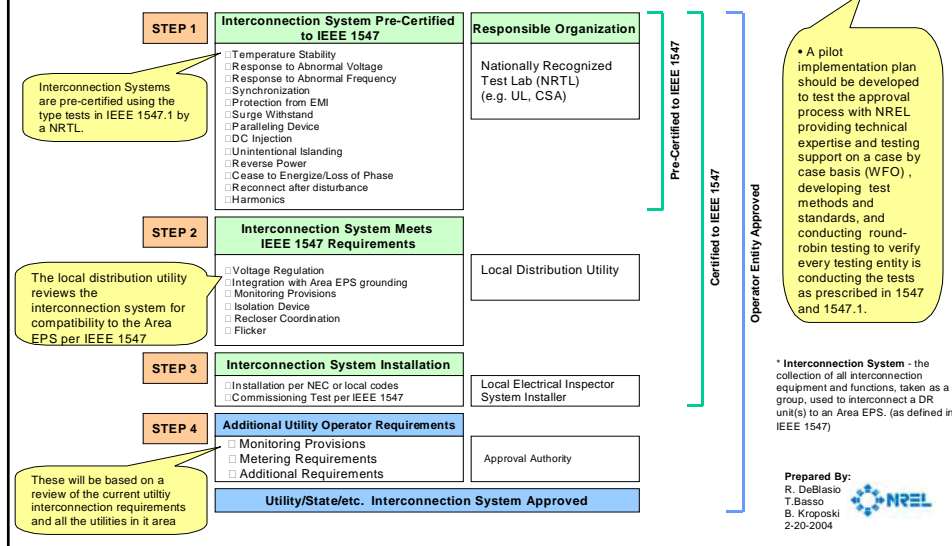 STEP 1
Interconnection System Pre-Certified
to IEEE 1547
Responsible Organization
□Temperature Stability
□Response to Abnormal Voltage
□Response to Abnormal Frequency
□Synchronization
□Protection from EMI
□Surge Withstand
□Paralleling Device
□DC Injection
□Unintentional Islanding
□Reverse Power
□Cease to Energize/Loss of Phase
□Reconnect after disturbance
□Harmonics
Nationally Recognized
Test Lab (NRTL)
(e.g. UL, CSA)
Interconnection Systems
are pre-certified using the
type tests in IEEE 1547.1 by
a NRTL.
STEP 2
Interconnection System Meets
IEEE 1547 Requirements
□Voltage Regulation
□Integration with Area EPS grounding
□ Monitoring Provisions
□ Isolation Device
□ Recloser Coordination
□ Flicker
Local Distribution Utility
The local distribution utility
reviews the
interconnection system for
compatibility to the Area
EPS per IEEE 1547
STEP 3
Interconnection System Installation
□Installation per NEC or local codes
□Commissioning Test per IEEE 1547
Local Electrical Inspector
System Installer
STEP 4
Additional Utility Operator Requirements
□ Monitoring Provisions
□ Metering Requirements
□ Additional Requirements
Approval Authority
These will be based on a
review of the current utiltiy
interconnection requirements
and all the utilities in it area
Utility/State/etc. Interconnection System Approved
Pre-Certified to IEEE 1547
Certified to IEEE 1547
Operator Entity Approved
• A pilot
implementation plan
should be developed
to test the approval
process with NREL
providing technical
expertise and testing
support on a case by
case basis (WFO) ,
developing test
methods and
standards, and
conducting round-
robin testing to verify
every testing entity is
conducting the tests
as prescribed in 1547
and 1547.1.
* Interconnection System - the
collection of all interconnection
equipment and functions, taken as a
group, used to interconnect a DR
unit(s) to an Area EPS. (as defined in
IEEE 1547)
Prepared By:
R. DeBlasio
T.Basso
B. Kroposki
2-20-2004
NREL